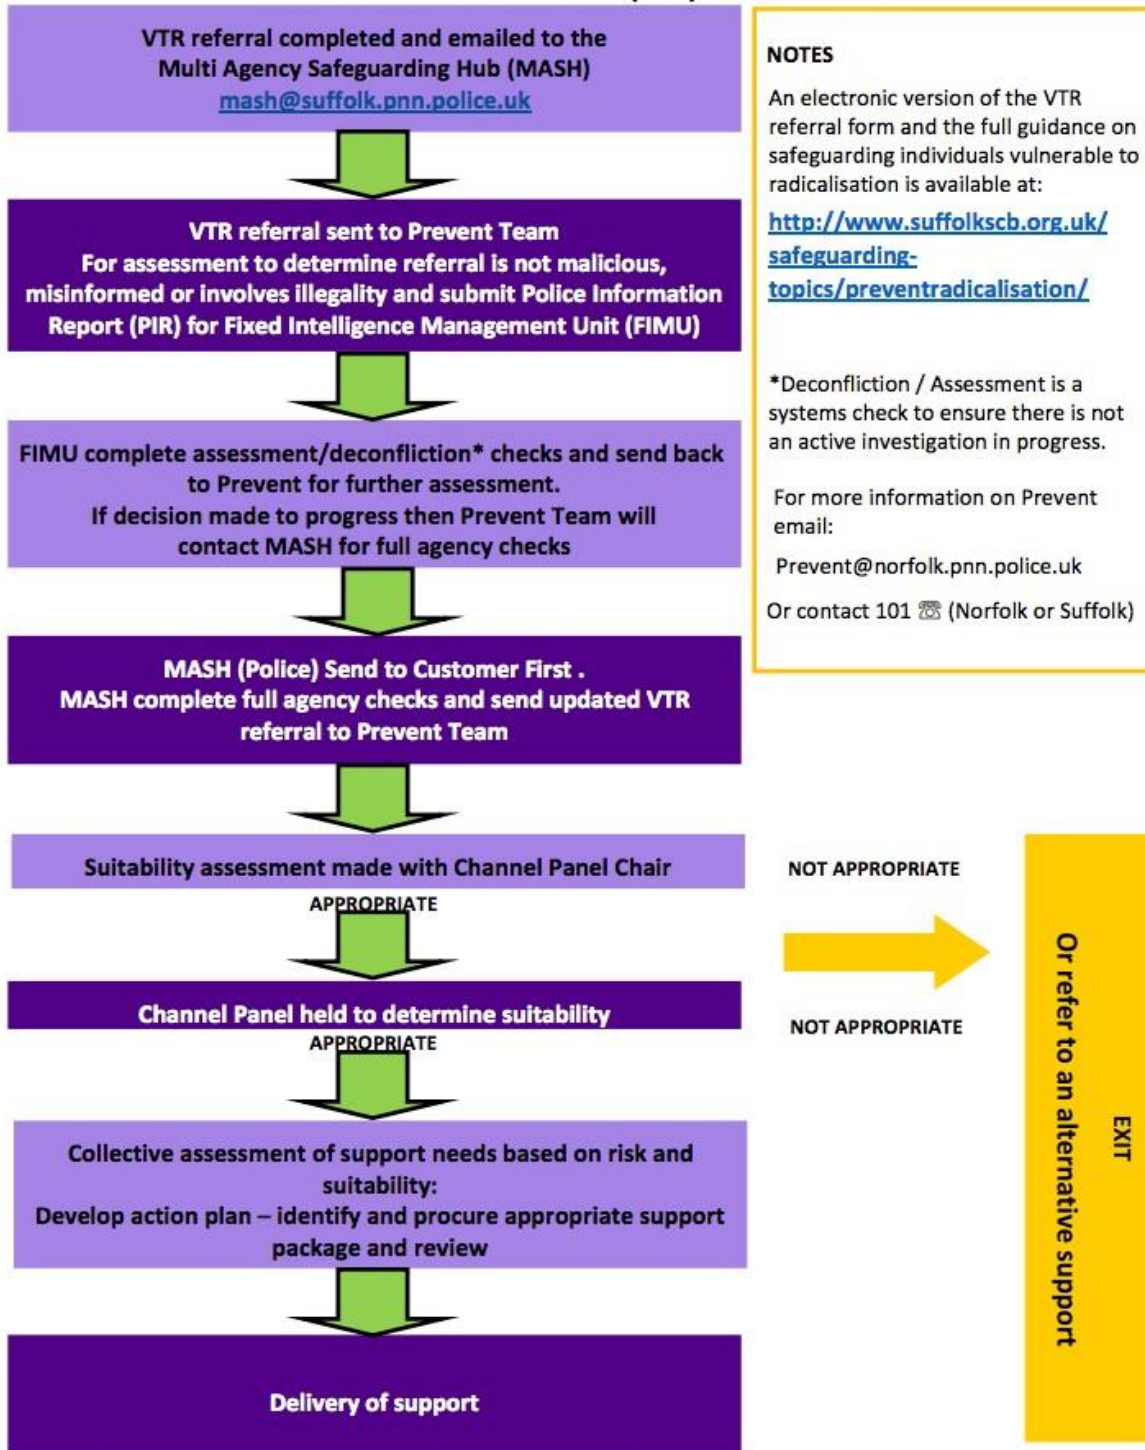 VTR referral completed and emailed to the
Multi Agency Safeguarding Hub (MASH)
mash@suffolk.pnn.police.uk
VTR referral sent to Prevent Team
For assessment to determine referral is not malicious,
misinformed or involves illegality and submit Police Information
Report (PIR) for Fixed Intelligence Management Unit (FIMU)
FIMU complete assessment/deconfliction* checks and send back
to Prevent for further assessment.
If decision made to progress then Prevent Team will
contact MASH for full agency checks
MASH (Police) Send to Customer First .
MASH complete full agency checks and send updated VTR
referral to Prevent Team
Suitability assessment made with Channel Panel Chair
APPROPRIATE
Channel Panel held to determine suitability
APPROPRIATE
Collective assessment of support needs based on risk and
suitability:
Develop action plan – identify and procure appropriate support
package and review
Delivery of support
NOTES
An electronic version of the VTR
referral form and the full guidance on
safeguarding individuals vulnerable to
radicalisation is available at:
http://www.suffolkscb.org.uk/
safeguarding-
topics/preventradicalisation/
*Deconfliction / Assessment is a
systems check to ensure there is not
an active investigation in progress.
For more information on Prevent
email:
Prevent@norfolk.pnn.police.uk
Or contact 101 ☏ (Norfolk or Suffolk)
NOT APPROPRIATE
NOT APPROPRIATE
EXIT
Or refer to an alternative support